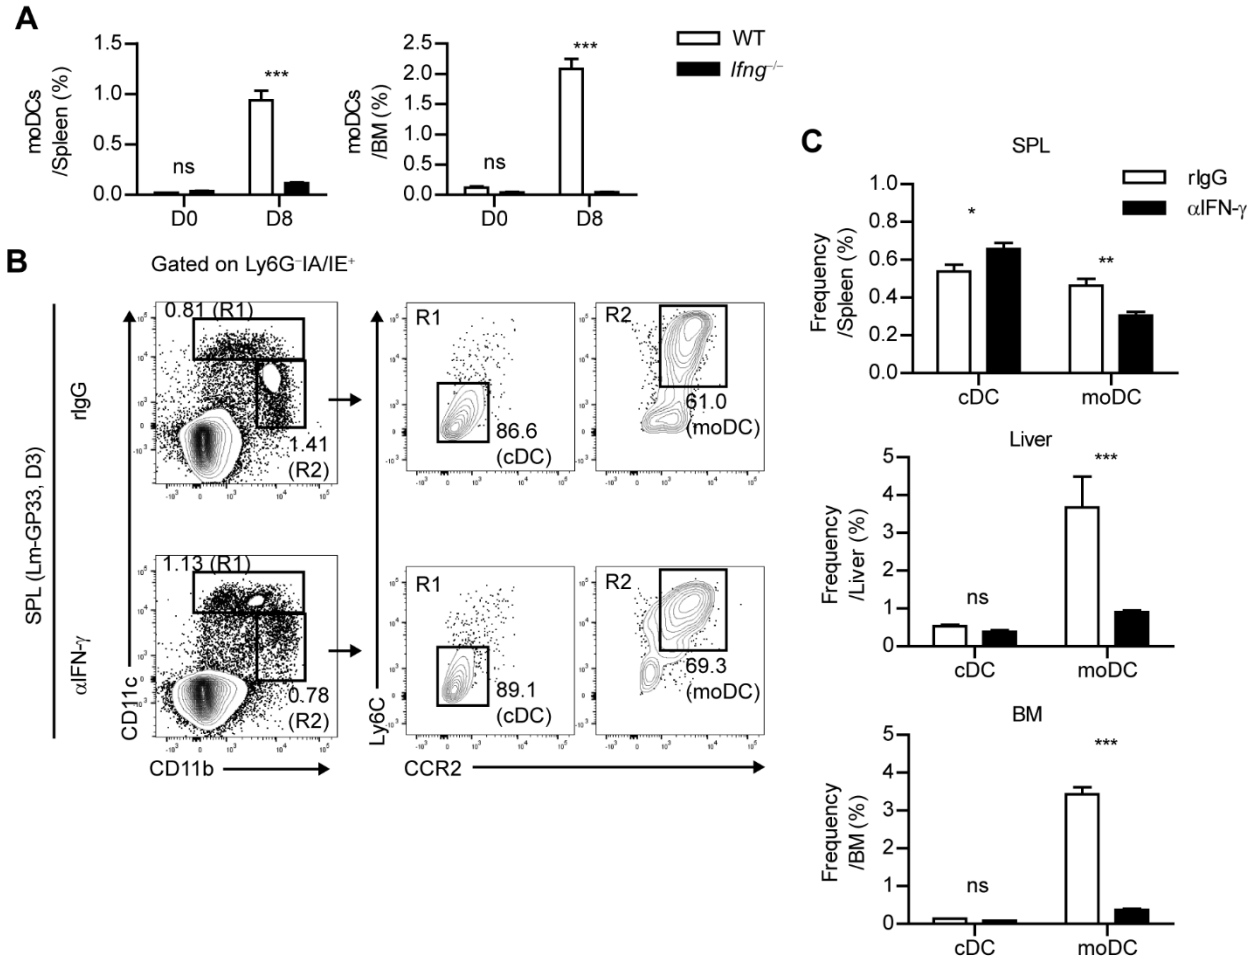 A
moDCs
/Spleen (%)
1.5
1.0
0.5
0.0
ns
***
D0
D8
moDCs
/BM (%)
2.5
2.0
1.5
1.0
0.5
0.0
ns
***
D0
D8
WT
Ifng⁻/⁻
B
Gated on Ly6G⁻IA/IE⁺
SPL (Lm-GP33, D3)
rIgG
αIFN-γ
0.81 (R1)
1.41
(R2)
R1
86.6
(cDC)
R2
61.0
(moDC)
1.13 (R1)
0.78
(R2)
R1
89.1
(cDC)
R2
69.3
(moDC)
CD11c
CD11b
Ly6C
CCR2
C
SPL
rIgG
αIFN-γ
Frequency
/Spleen (%)
1.0
0.8
0.6
0.4
0.2
0.0
*
**
cDC
moDC
Liver
Frequency
/Liver (%)
5
4
3
2
1
0
ns
***
cDC
moDC
BM
Frequency
/BM (%)
5
4
3
2
1
0
ns
***
cDC
moDC